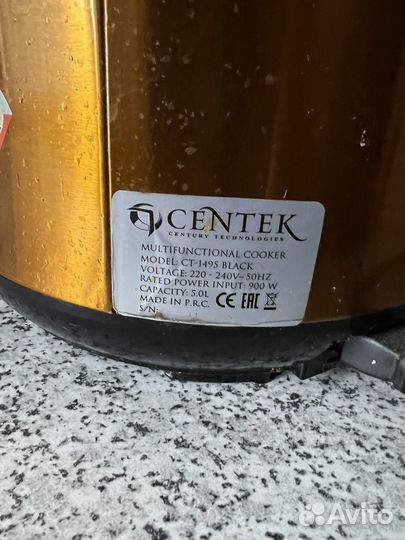 CENTEK
CENTURY TECHNOLOGIES
MULTIFUNCTIONAL COOKER
MODEL: CT-1495 BLACK
VOLTAGE: 220 - 240V~ 50HZ
RATED POWER INPUT: 900 W
CAPACITY: 5.0L
MADE IN P.R.C.
S/N:
CE EAC
Avito